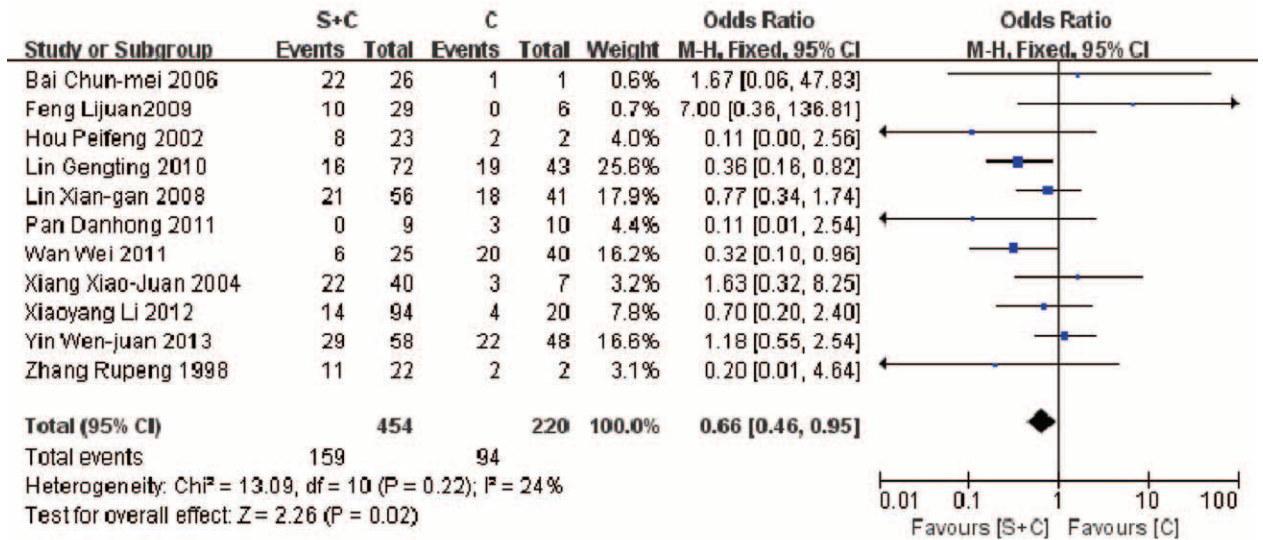 S+C C Odds Ratio Odds Ratio
Study or Subgroup Events Total Events Total Weight M-H, Fixed, 95% CI M-H, Fixed, 95% CI
Bai Chun-mei 2006 22 26 1 1 0.6% 1.67 [0.06, 47.83]
Feng Lijuan2009 10 29 0 6 0.7% 7.00 [0.36, 136.81]
Hou Peifeng 2002 8 23 2 2 4.0% 0.11 [0.00, 2.56]
Lin Gengting 2010 16 72 19 43 25.6% 0.36 [0.16, 0.82]
Lin Xian-gan 2008 21 56 18 41 17.9% 0.77 [0.34, 1.74]
Pan Danhong 2011 0 9 3 10 4.4% 0.11 [0.01, 2.54]
Wan Wei 2011 6 25 20 40 16.2% 0.32 [0.10, 0.96]
Xiang Xiao-Juan 2004 22 40 3 7 3.2% 1.63 [0.32, 8.25]
Xiaoyang Li 2012 14 94 4 20 7.8% 0.70 [0.20, 2.40]
Yin Wen-juan 2013 29 58 22 48 16.6% 1.18 [0.55, 2.54]
Zhang Rupeng 1998 11 22 2 2 3.1% 0.20 [0.01, 4.64]
Total (95% CI) 454 220 100.0% 0.66 [0.46, 0.95]
Total events 159 94
Heterogeneity: Chi² = 13.09, df = 10 (P = 0.22); I² = 24%
Test for overall effect: Z = 2.26 (P = 0.02)
0.01 0.1 1 10 100
Favours [S+C] Favours [C]